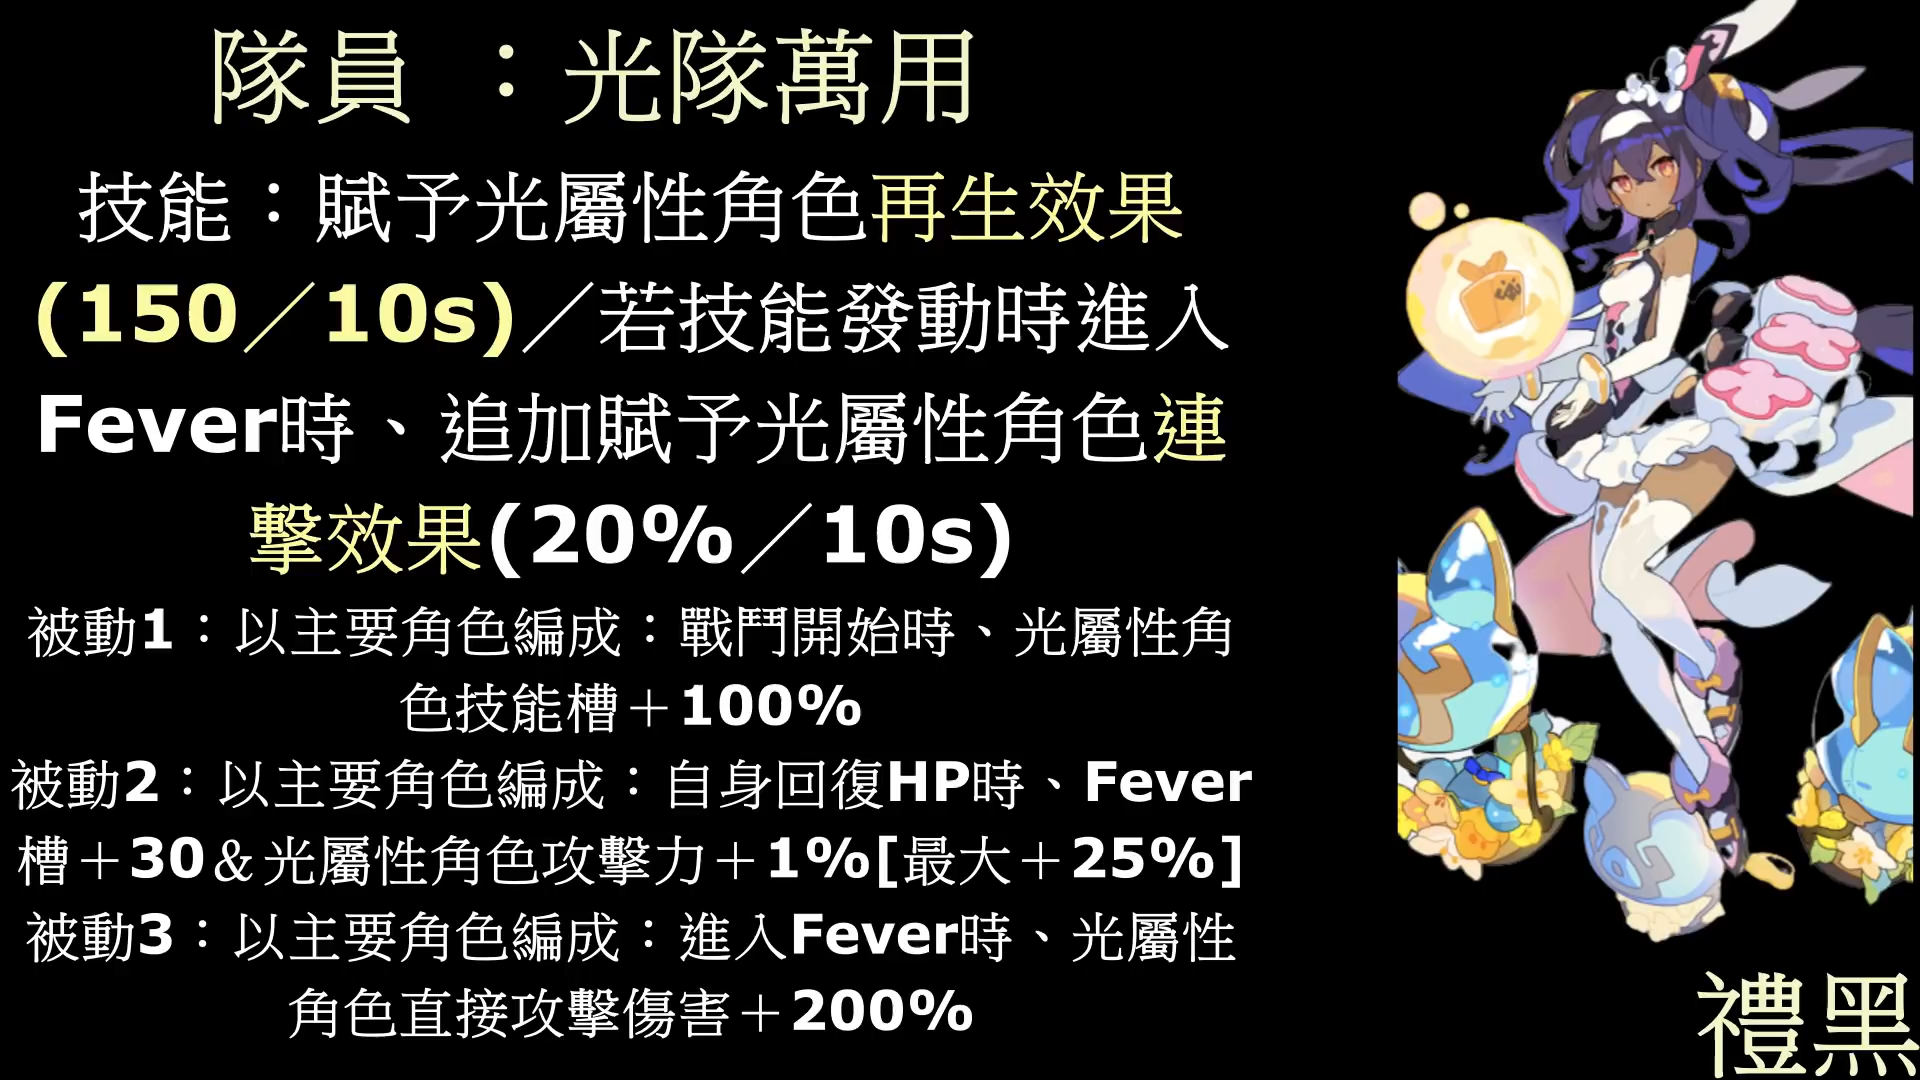 隊員 ：光隊萬用
技能：賦予光屬性角色再生效果
(150／10s)／若技能發動時進入
Fever時、追加賦予光屬性角色連
擊效果(20%／10s)
被動1：以主要角色編成：戰鬥開始時、光屬性角
色技能槽＋100%
被動2：以主要角色編成：自身回復HP時、Fever
槽＋30＆光屬性角色攻擊力＋1%[最大＋25%]
被動3：以主要角色編成：進入Fever時、光屬性
角色直接攻擊傷害＋200%
禮黑